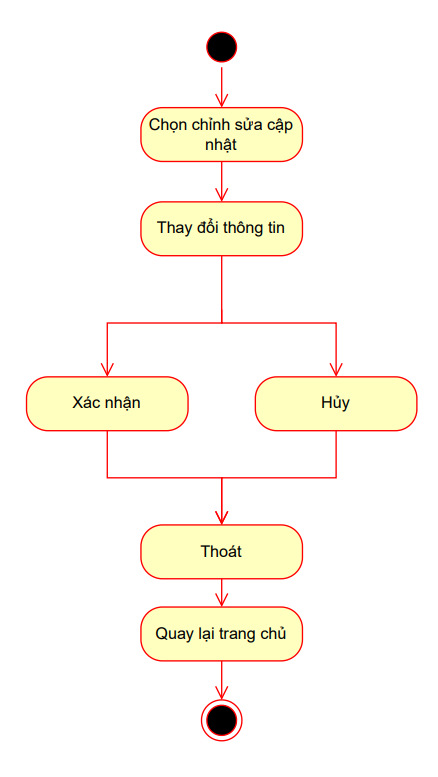 Chọn chỉnh sửa cập
nhật
Thay đổi thông tin
Xác nhận
Hủy
Thoát
Quay lại trang chủ